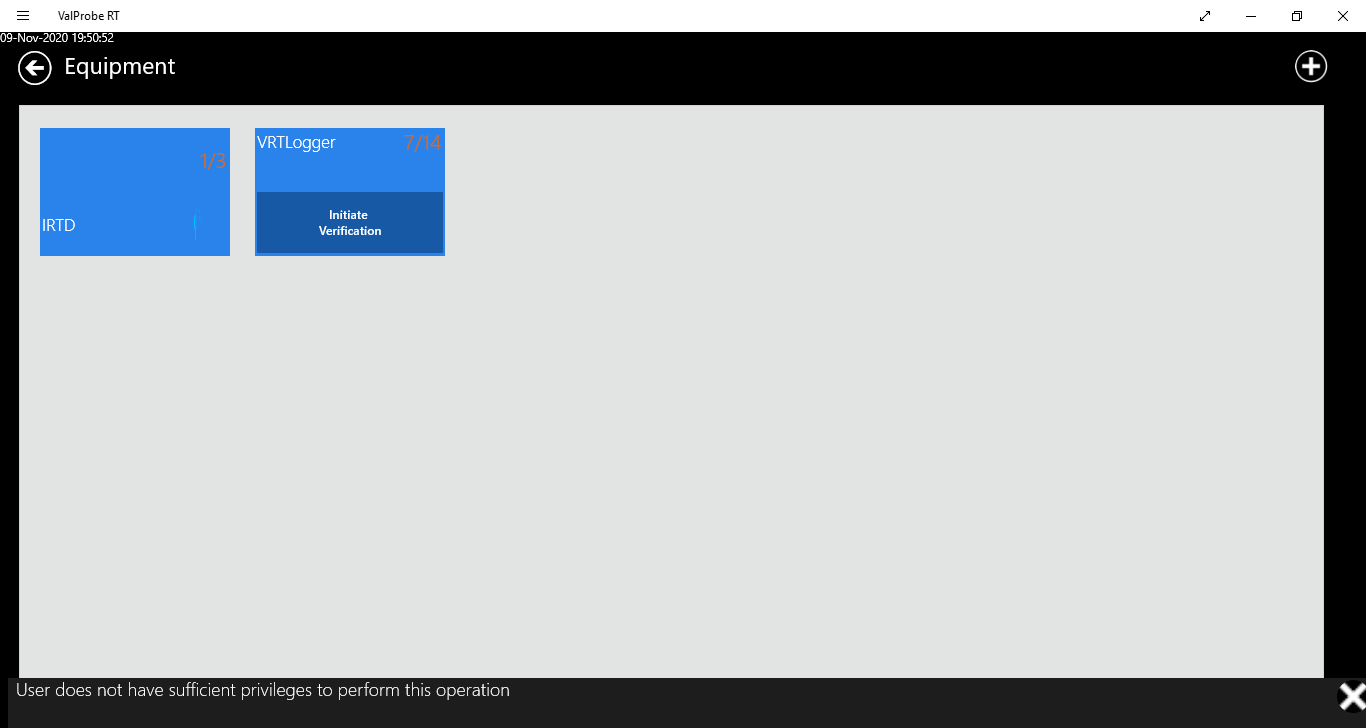 ValProbe RT
09-Nov-2020 19:50:52
Equipment
1/3
IRTD
VRTLogger
7/14
Initiate
Verification
User does not have sufficient privileges to perform this operation